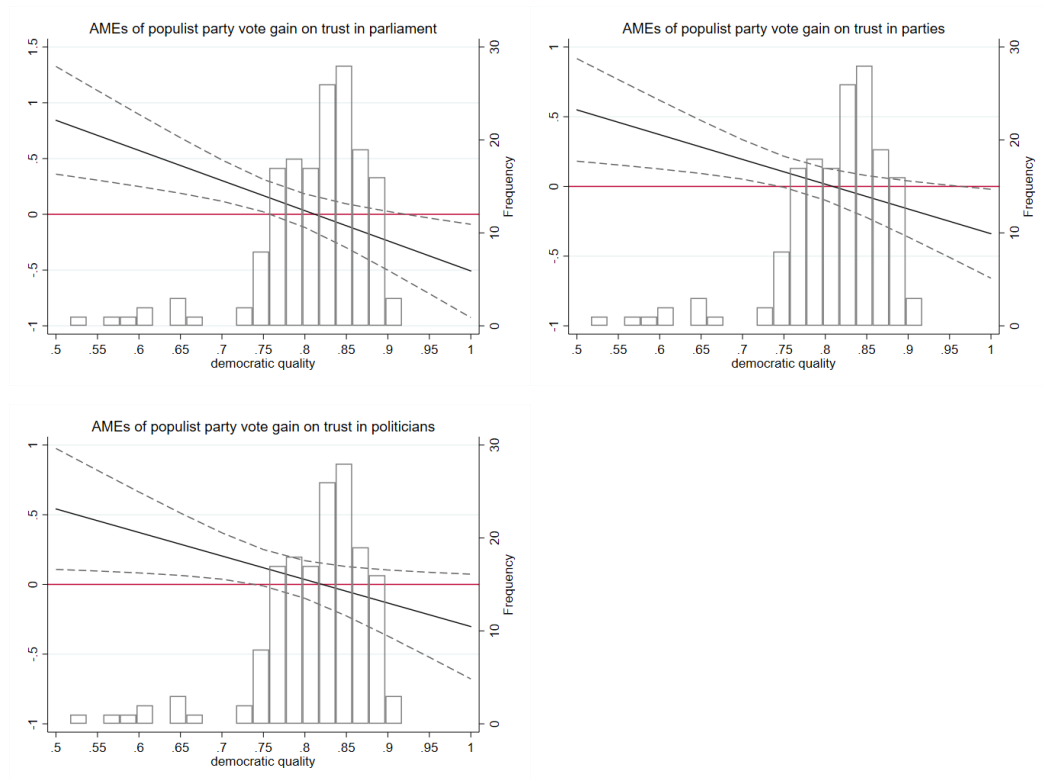 AMEs of populist party vote gain on trust in parliament
1.5
1
.5
0
-.5
-1
30
20
10
0
Frequency
.5 .55 .6 .65 .7 .75 .8 .85 .9 .95 1
democratic quality
AMEs of populist party vote gain on trust in parties
1
.5
0
-.5
-1
30
20
10
0
Frequency
.5 .55 .6 .65 .7 .75 .8 .85 .9 .95 1
democratic quality
AMEs of populist party vote gain on trust in politicians
1
.5
0
-.5
-1
30
20
10
0
Frequency
.5 .55 .6 .65 .7 .75 .8 .85 .9 .95 1
democratic quality